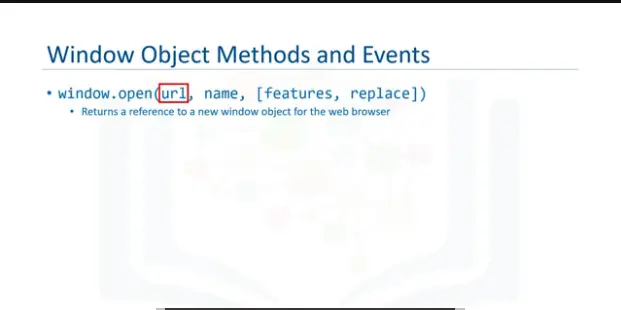 Window Object Methods and Events
• window.open(url, name, [features, replace])
• Returns a reference to a new window object for the web browser